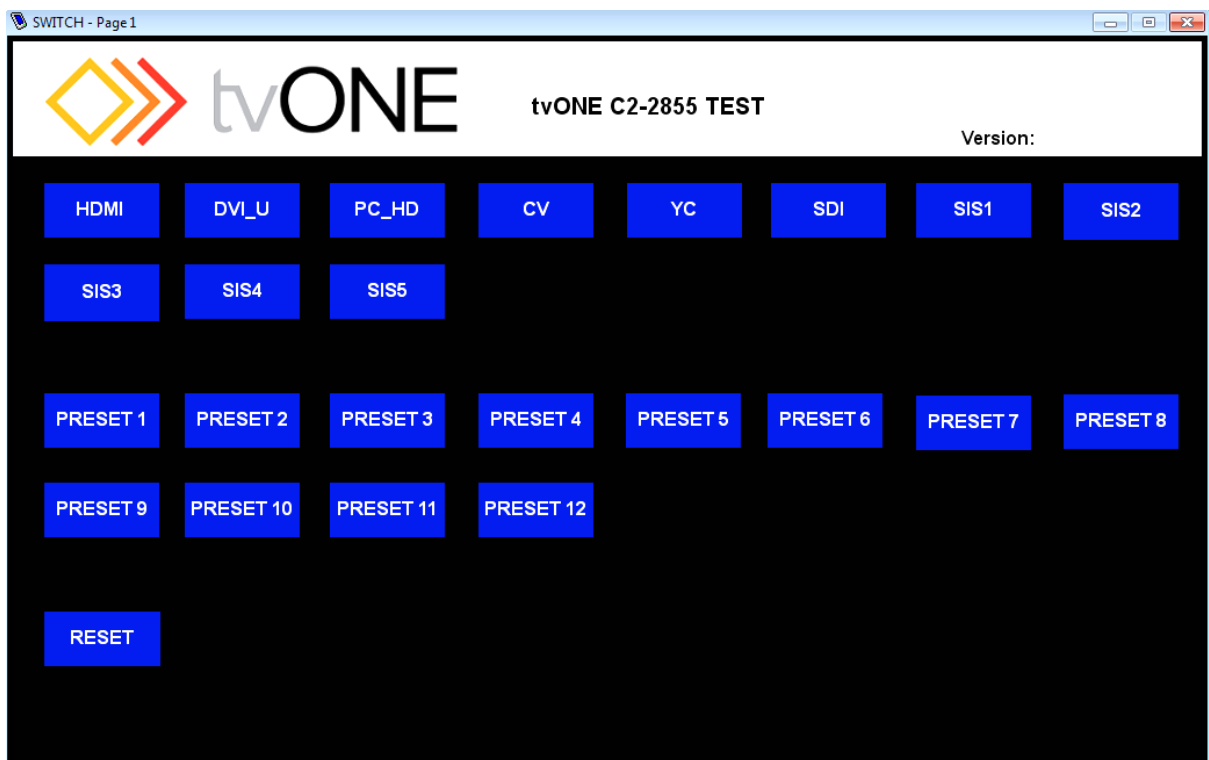 SWITCH - Page 1
tvONE
tvONE C2-2855 TEST
Version:
HDMI DVI_U PC_HD CV YC SDI SIS1 SIS2
SIS3 SIS4 SIS5
PRESET 1 PRESET 2 PRESET 3 PRESET 4 PRESET 5 PRESET 6 PRESET 7 PRESET 8
PRESET 9 PRESET 10 PRESET 11 PRESET 12
RESET